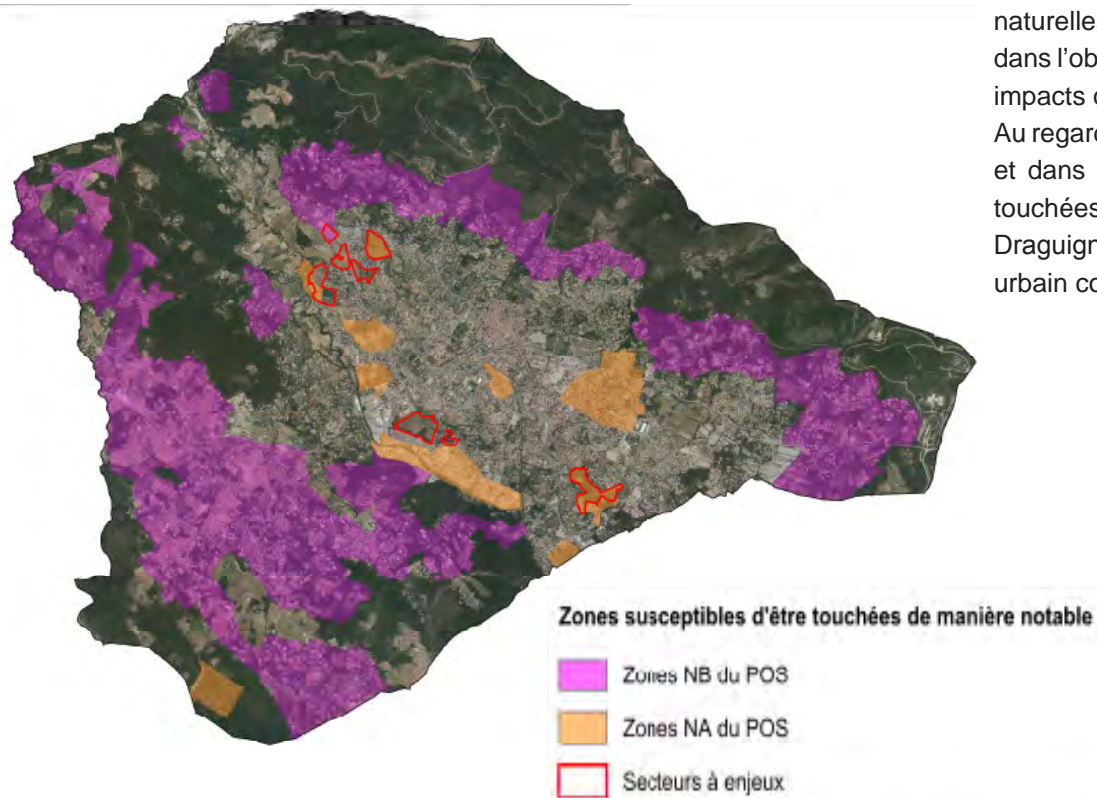 naturelle
dans l'ob
impacts
Au regar
et dans
touchées
Draguign
urbain co
Zones susceptibles d'être touchées de manière notable
Zones NB du POS
Zones NA du POS
Secteurs à enjeux